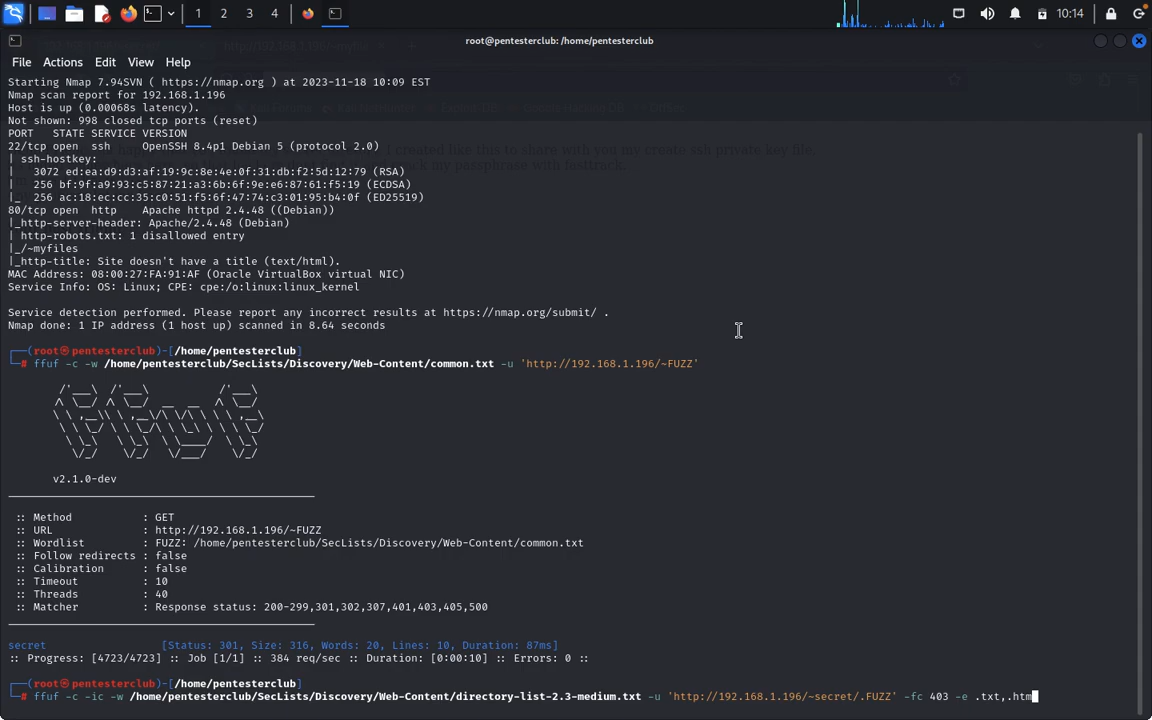 1 2 3 4 10:14
root@pentesterclub: /home/pentesterclub
File Actions Edit View Help
Starting Nmap 7.94SVN ( https://nmap.org ) at 2023-11-18 10:09 EST
Nmap scan report for 192.168.1.196
Host is up (0.00068s latency).
Not shown: 998 closed tcp ports (reset)
PORT STATE SERVICE VERSION
22/tcp open ssh OpenSSH 8.4p1 Debian 5 (protocol 2.0)
| ssh-hostkey:
| 3072 ed:ea:d9:d3:af:19:9c:8e:4e:0f:31:db:f2:5d:12:79 (RSA)
| 256 bf:9f:a9:93:c5:87:21:a3:6b:6f:9e:e6:87:61:f5:19 (ECDSA)
|_ 256 ac:18:ec:cc:35:c0:51:f5:6f:47:74:c3:01:95:b4:0f (ED25519)
80/tcp open http Apache httpd 2.4.48 ((Debian))
|_http-server-header: Apache/2.4.48 (Debian)
| http-robots.txt: 1 disallowed entry
|_/~myfiles
|_http-title: Site doesn't have a title (text/html).
MAC Address: 08:00:27:FA:91:AF (Oracle VirtualBox virtual NIC)
Service Info: OS: Linux; CPE: cpe:/o:linux:linux_kernel
Service detection performed. Please report any incorrect results at https://nmap.org/submit/ .
Nmap done: 1 IP address (1 host up) scanned in 8.64 seconds
┌──(root㉿pentesterclub)-[/home/pentesterclub]
└─# ffuf -c -w /home/pentesterclub/SecLists/Discovery/Web-Content/common.txt -u 'http://192.168.1.196/~FUZZ'
v2.1.0-dev
:: Method : GET
:: URL : http://192.168.1.196/~FUZZ
:: Wordlist : FUZZ: /home/pentesterclub/SecLists/Discovery/Web-Content/common.txt
:: Follow redirects : false
:: Calibration : false
:: Timeout : 10
:: Threads : 40
:: Matcher : Response status: 200-299,301,302,307,401,403,405,500
secret [Status: 301, Size: 316, Words: 20, Lines: 10, Duration: 87ms]
:: Progress: [4723/4723] :: Job [1/1] :: 384 req/sec :: Duration: [0:00:10] :: Errors: 0 ::
┌──(root㉿pentesterclub)-[/home/pentesterclub]
└─# ffuf -c -ic -w /home/pentesterclub/SecLists/Discovery/Web-Content/directory-list-2.3-medium.txt -u 'http://192.168.1.196/~secret/.FUZZ' -fc 403 -e .txt,.htm